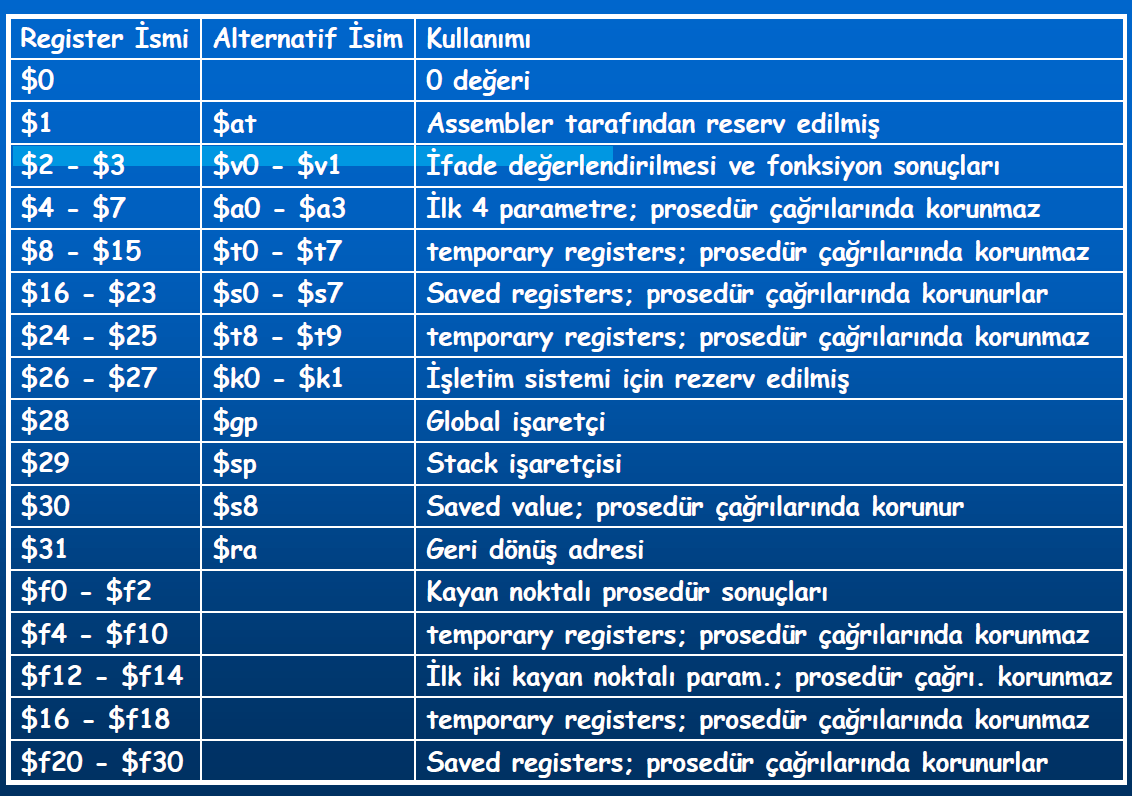 Register İsmi Alternatif İsim Kullanımı
$0 0 değeri
$1 $at Assembler tarafından reserv edilmiş
$2 - $3 $v0 - $v1 İfade değerlendirilmesi ve fonksiyon sonuçları
$4 - $7 $a0 - $a3 İlk 4 parametre; prosedür çağrılarında korunmaz
$8 - $15 $t0 - $t7 temporary registers; prosedür çağrılarında korunmaz
$16 - $23 $s0 - $s7 Saved registers; prosedür çağrılarında korunurlar
$24 - $25 $t8 - $t9 temporary registers; prosedür çağrılarında korunmaz
$26 - $27 $k0 - $k1 İşletim sistemi için rezerv edilmiş
$28 $gp Global işaretçi
$29 $sp Stack işaretçisi
$30 $s8 Saved value; prosedür çağrılarında korunur
$31 $ra Geri dönüş adresi
$f0 - $f2 Kayan noktalı prosedür sonuçları
$f4 - $f10 temporary registers; prosedür çağrılarında korunmaz
$f12 - $f14 İlk iki kayan noktalı param.; prosedür çağrı. korunmaz
$16 - $f18 temporary registers; prosedür çağrılarında korunmaz
$f20 - $f30 Saved registers; prosedür çağrılarında korunurlar